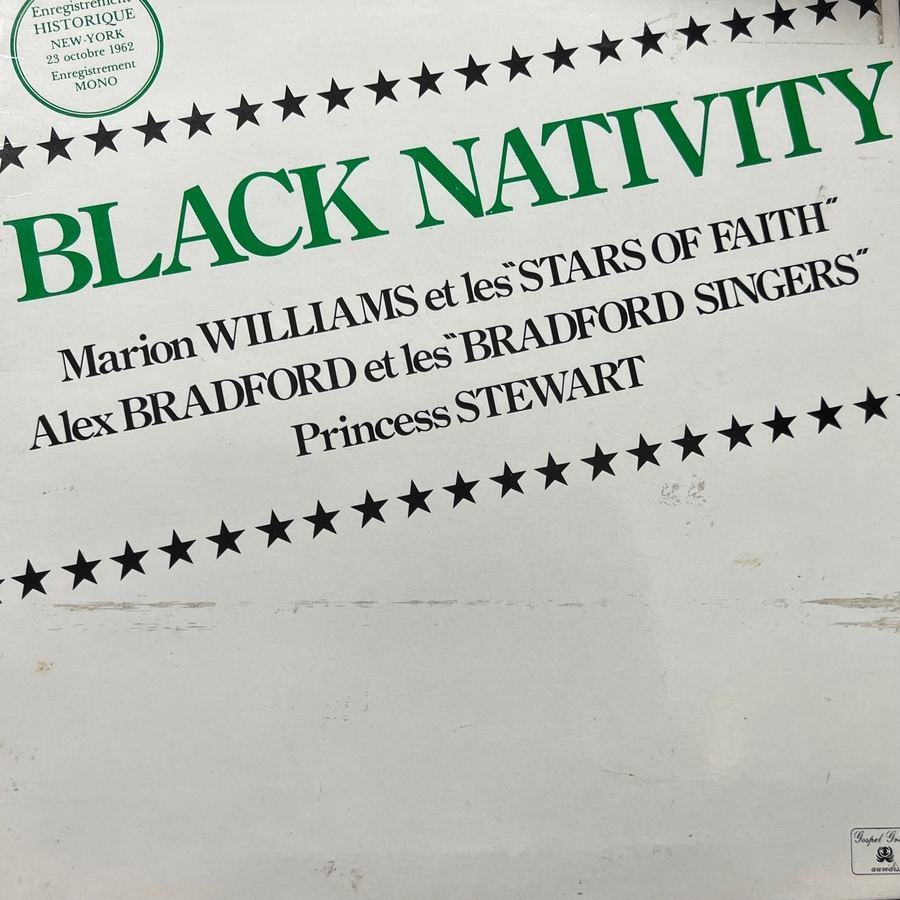 Enregistrement
HISTORIQUE
NEW-YORK
23 octobre 1962
Enregistrement
MONO
BLACK NATIVITY
Marion WILLIAMS et les "STARS OF FAITH"
Alex BRADFORD et les "BRADFORD SINGERS"
Princess STEWART
Gospel